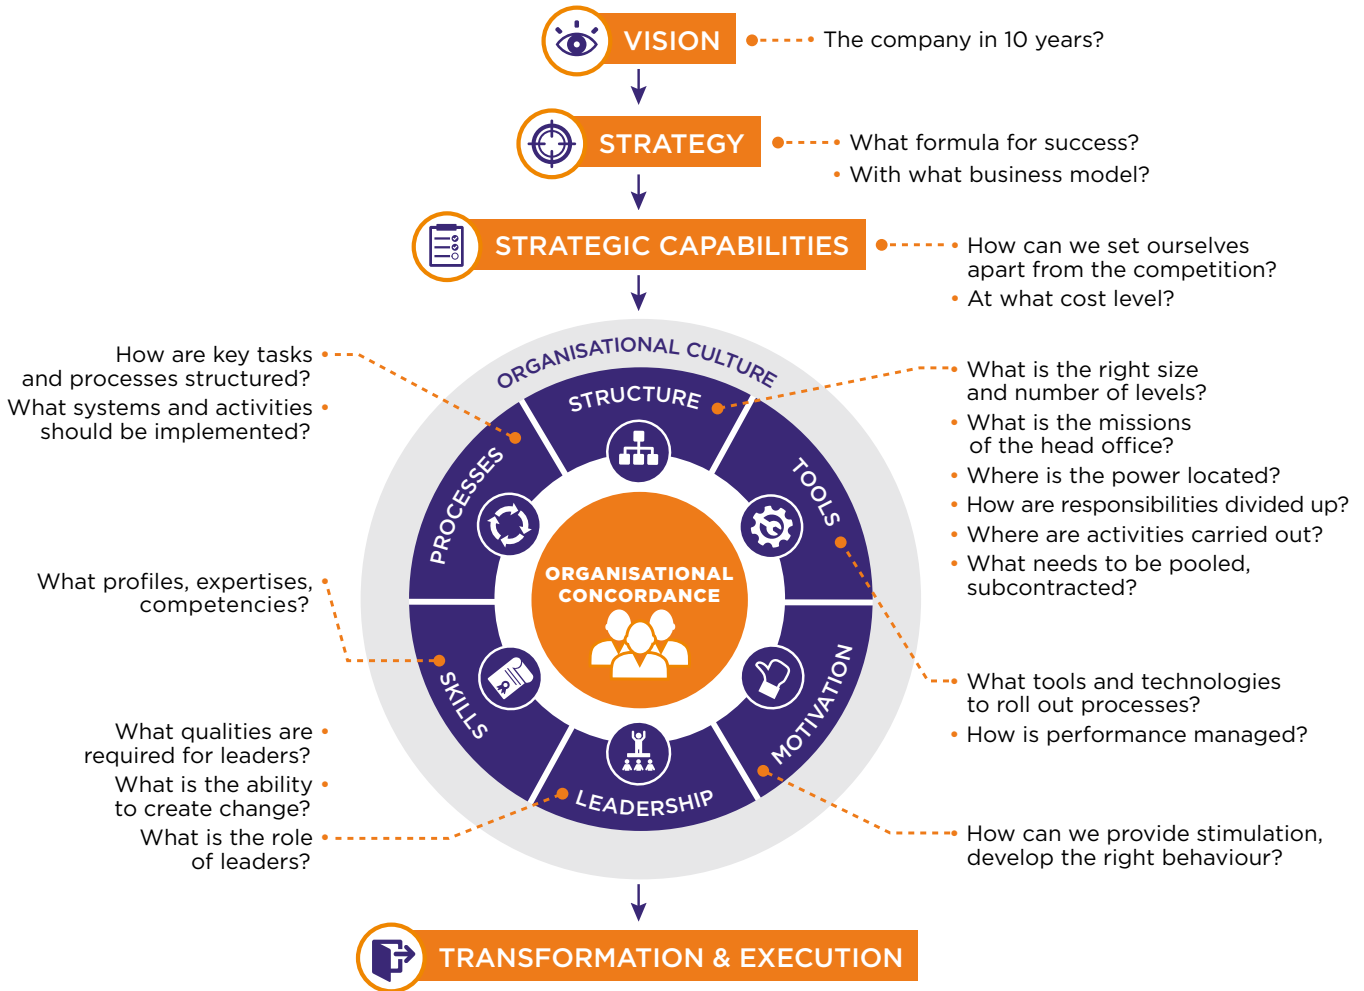 VISION
The company in 10 years?
STRATEGY
• What formula for success?
• With what business model?
STRATEGIC CAPABILITIES
• How can we set ourselves
apart from the competition?
• At what cost level?
How are key tasks •
and processes structured?
What systems and activities •
should be implemented?
What profiles, expertises, •
competencies?
What qualities are •
required for leaders?
What is the ability •
to create change?
What is the role •
of leaders?
ORGANISATIONAL CULTURE
STRUCTURE
TOOLS
MOTIVATION
LEADERSHIP
SKILLS
PROCESSES
ORGANISATIONAL
CONCORDANCE
• What is the right size
and number of levels?
• What is the missions
of the head office?
• Where is the power located?
• How are responsibilities divided up?
• Where are activities carried out?
• What needs to be pooled,
subcontracted?
• What tools and technologies
to roll out processes?
• How is performance managed?
• How can we provide stimulation,
develop the right behaviour?
TRANSFORMATION & EXECUTION